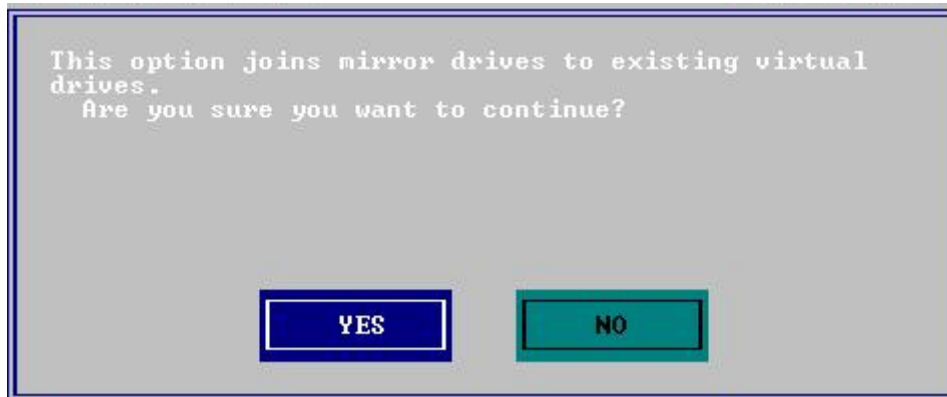 This option joins mirror drives to existing virtual
drives.
Are you sure you want to continue?
YES
NO